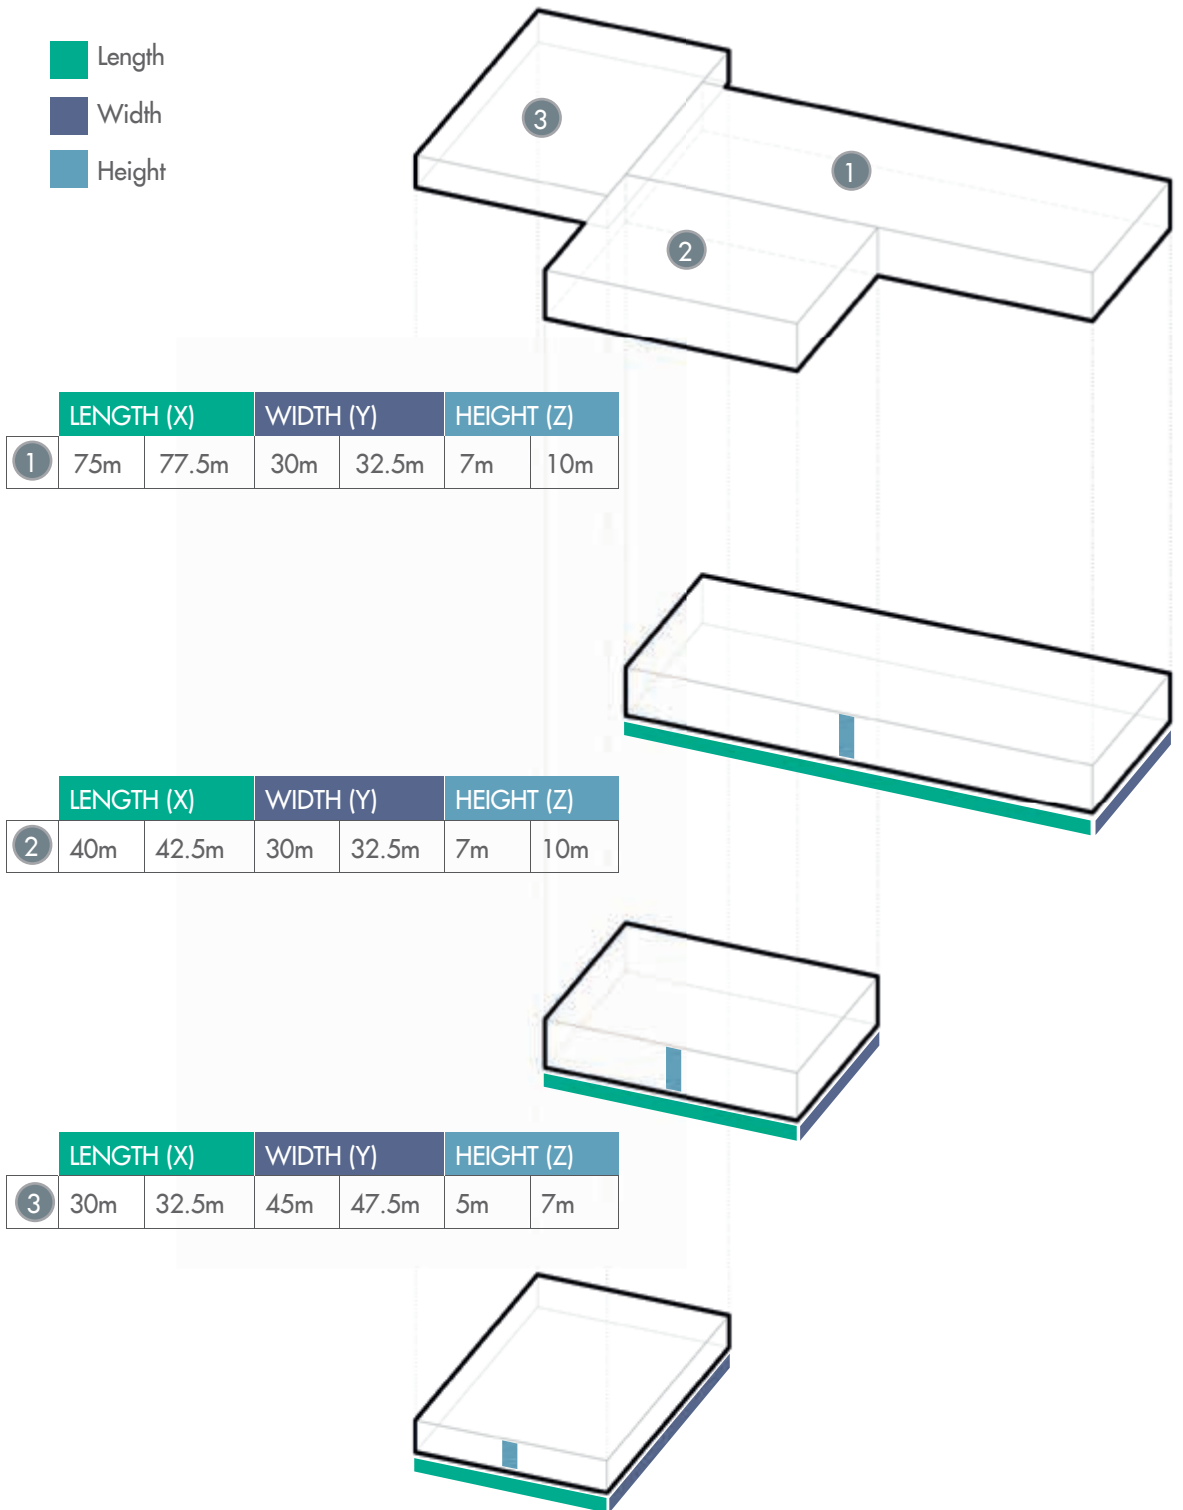 Length
Width
Height
3
1
2
LENGTH (X) WIDTH (Y) HEIGHT (Z)
1 75m 77.5m 30m 32.5m 7m 10m
LENGTH (X) WIDTH (Y) HEIGHT (Z)
2 40m 42.5m 30m 32.5m 7m 10m
LENGTH (X) WIDTH (Y) HEIGHT (Z)
3 30m 32.5m 45m 47.5m 5m 7m